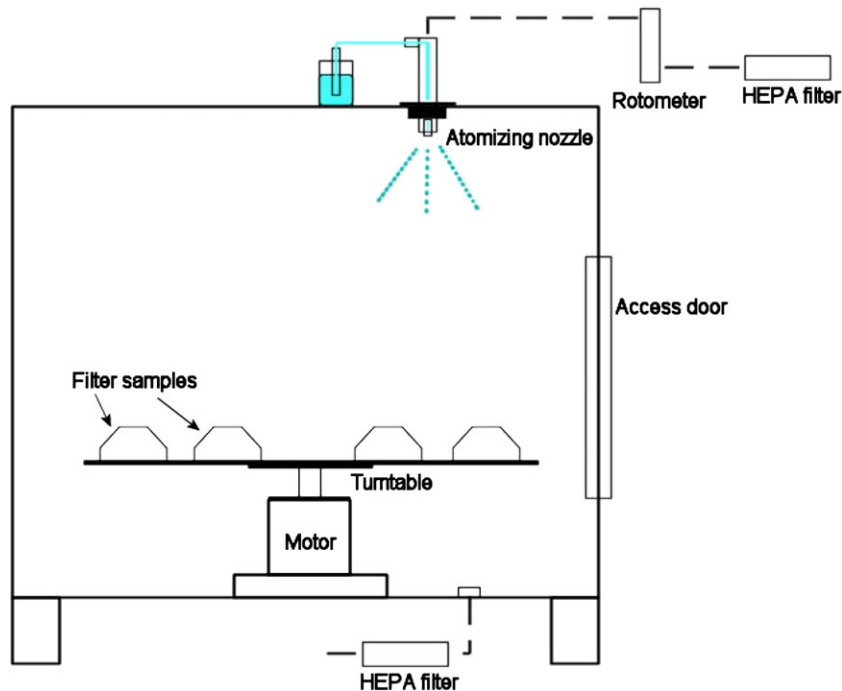 Rotometer
HEPA filter
Atomizing nozzle
Access door
Filter samples
Turntable
Motor
HEPA filter